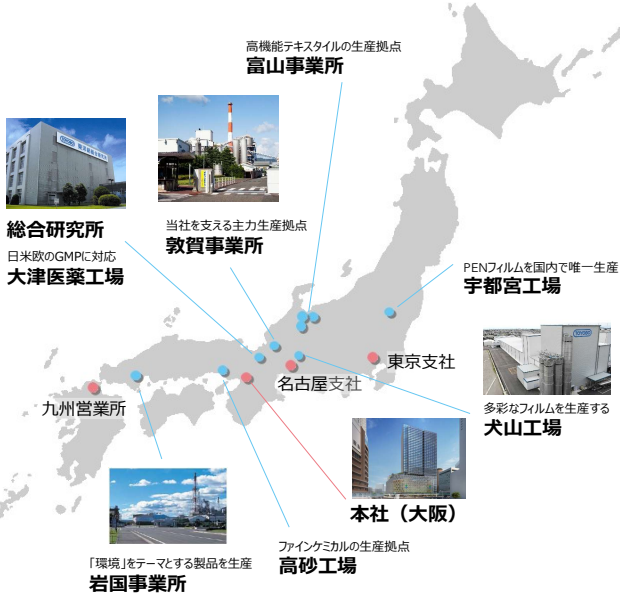 高機能テキスタイルの生産拠点
富山事業所
総合研究所
日米欧のGMPに対応
大津医薬工場
当社を支える主力生産拠点
敦賀事業所
PENフィルムを国内で唯一生産
宇都宮工場
東京支社
名古屋支社
九州営業所
多彩なフィルムを生産する
犬山工場
本社（大阪）
ファインケミカルの生産拠点
高砂工場
「環境」をテーマとする製品を生産
岩国事業所